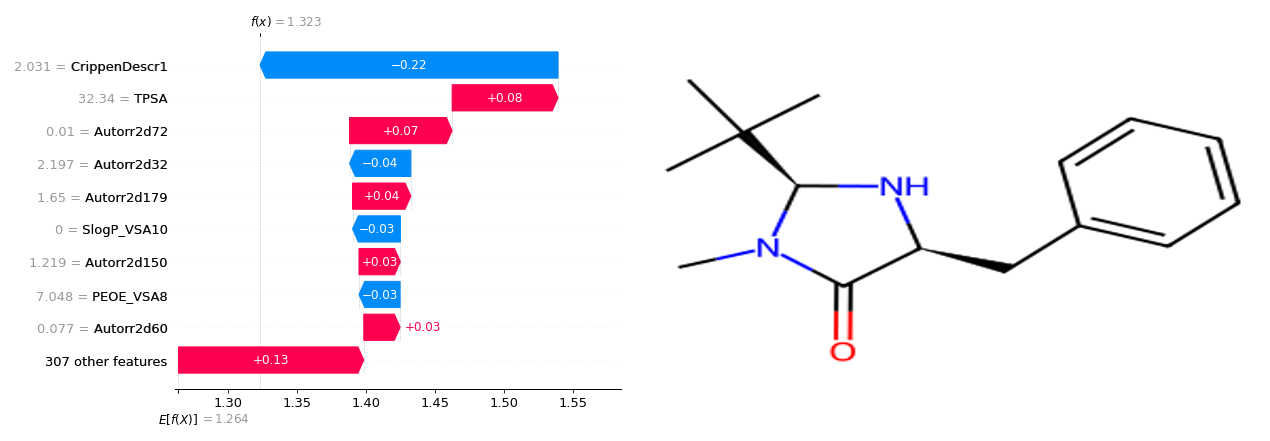 f(x) = 1.323
2.031 = CrippenDescr1
−0.22
32.34 = TPSA
+0.08
0.01 = Autorr2d72
+0.07
2.197 = Autorr2d32
−0.04
1.65 = Autorr2d179
+0.04
0 = SlogP_VSA10
−0.03
1.219 = Autorr2d150
+0.03
7.048 = PEOE_VSA8
−0.03
0.077 = Autorr2d60
+0.03
307 other features
+0.13
1.30 1.35 1.40 1.45 1.50 1.55
E[f(X)] = 1.264
NH
N
O